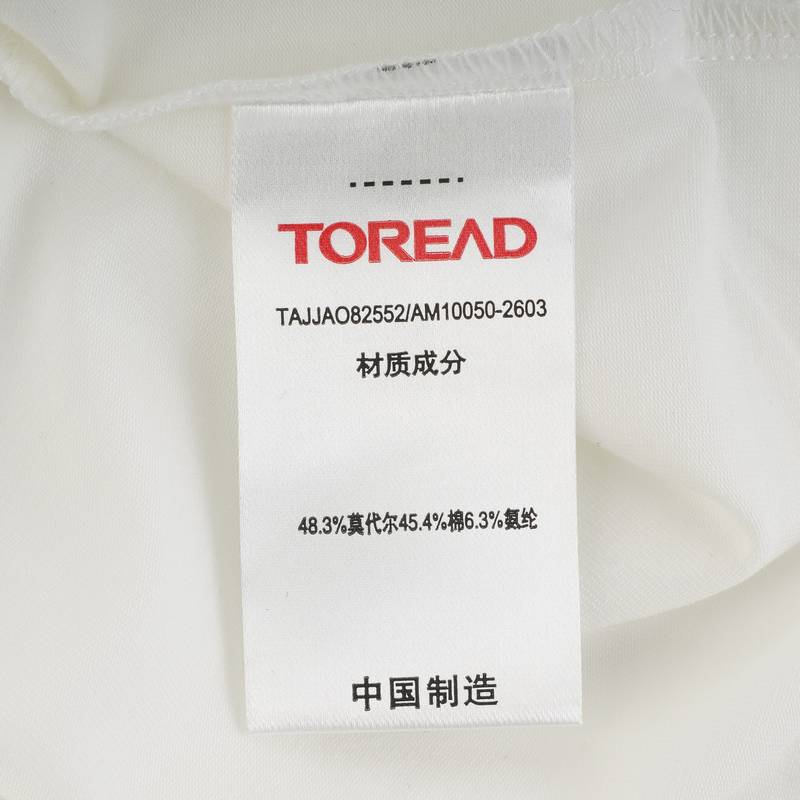 TOREAD
TAJJAO82552/AM10050-2603
材质成分
48.3%莫代尔45.4%棉6.3%氨纶
中国制造